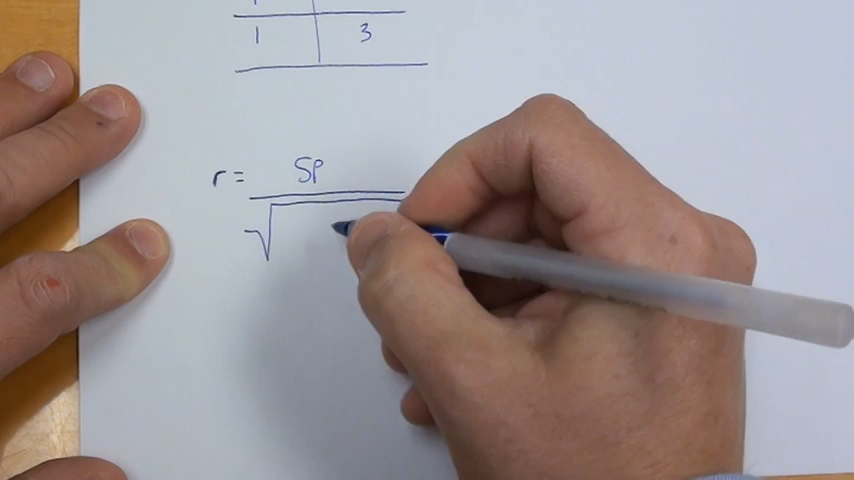 1 3
r = SP
√